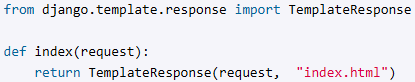 from django.template.response import TemplateResponse
def index(request):
    return TemplateResponse(request,  "index.html")